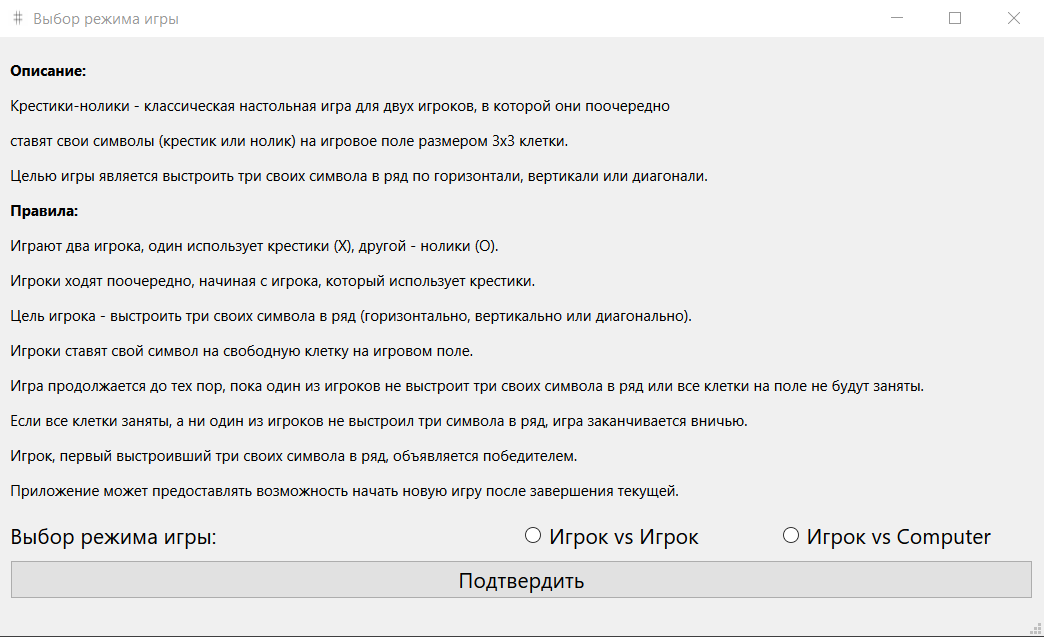 # Выбор режима игры
Описание:
Крестики-нолики - классическая настольная игра для двух игроков, в которой они поочередно
ставят свои символы (крестик или нолик) на игровое поле размером 3x3 клетки.
Целью игры является выстроить три своих символа в ряд по горизонтали, вертикали или диагонали.
Правила:
Играют два игрока, один использует крестики (X), другой - нолики (O).
Игроки ходят поочередно, начиная с игрока, который использует крестики.
Цель игрока - выстроить три своих символа в ряд (горизонтально, вертикально или диагонально).
Игроки ставят свой символ на свободную клетку на игровом поле.
Игра продолжается до тех пор, пока один из игроков не выстроит три своих символа в ряд или все клетки на поле не будут заняты.
Если все клетки заняты, а ни один из игроков не выстроил три символа в ряд, игра заканчивается вничью.
Игрок, первый выстроивший три своих символа в ряд, объявляется победителем.
Приложение может предоставлять возможность начать новую игру после завершения текущей.
Выбор режима игры: Игрок vs Игрок Игрок vs Computer
Подтвердить